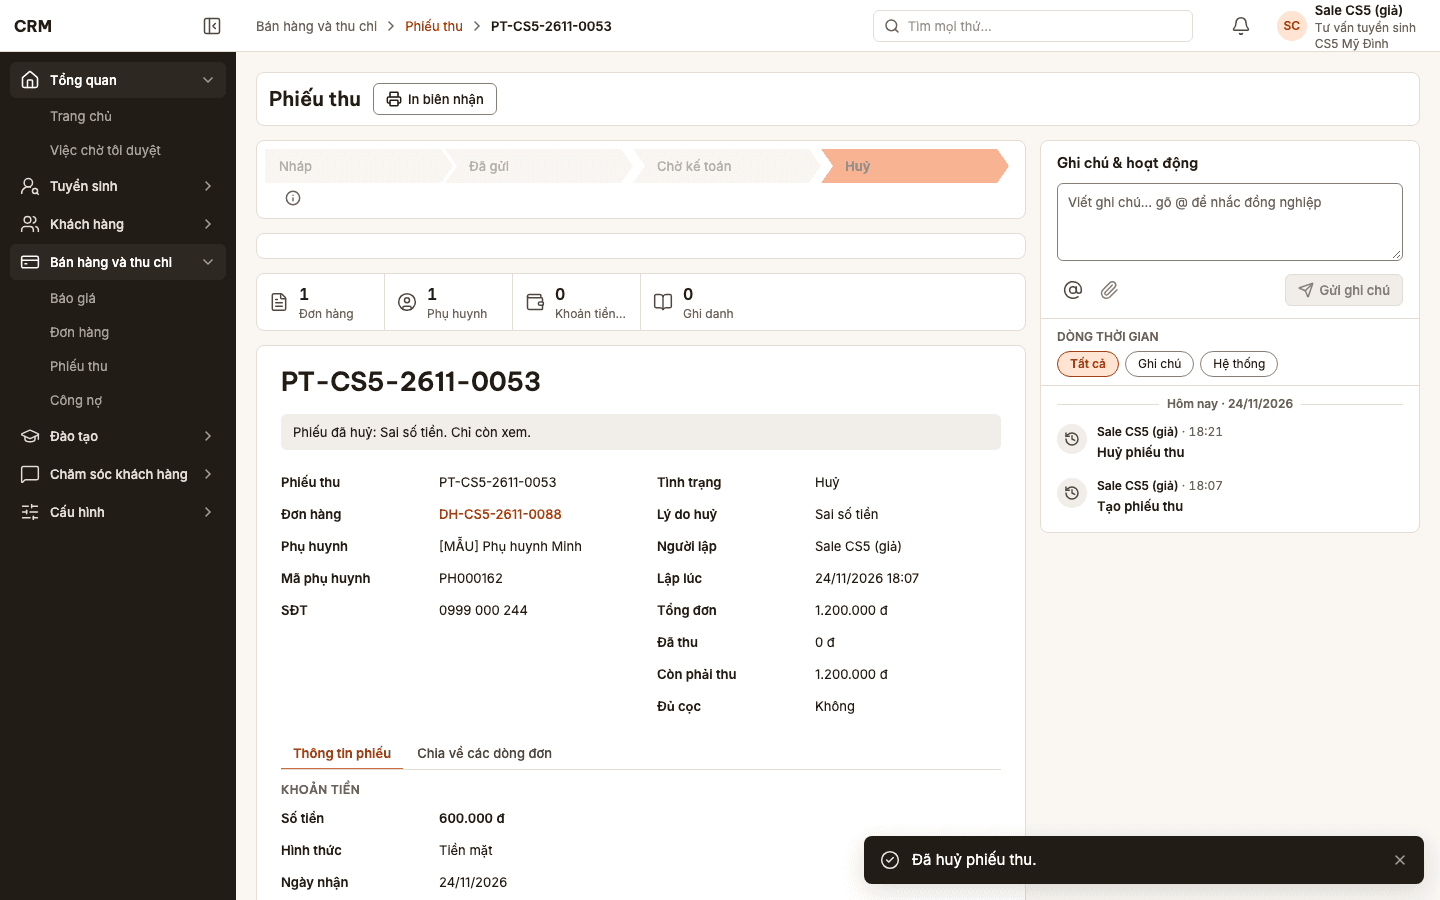 CRM
Bán hàng và thu chi > Phiếu thu > PT-CS5-2611-0053
Tìm mọi thứ...
SC
Sale CS5 (giả)
Tư vấn tuyển sinh
CS5 Mỹ Đình
Tổng quan
Trang chủ
Việc chờ tôi duyệt
Tuyển sinh
Khách hàng
Bán hàng và thu chi
Báo giá
Đơn hàng
Phiếu thu
Công nợ
Đào tạo
Chăm sóc khách hàng
Cấu hình
Phiếu thu
In biên nhận
Nháp
Đã gửi
Chờ kế toán
Huỷ
1
Đơn hàng
1
Phụ huynh
0
Khoản tiền...
0
Ghi danh
PT-CS5-2611-0053
Phiếu đã huỷ: Sai số tiền. Chỉ còn xem.
Phiếu thu PT-CS5-2611-0053
Đơn hàng DH-CS5-2611-0088
Phụ huynh [MẪU] Phụ huynh Minh
Mã phụ huynh PH000162
SĐT 0999 000 244
Tình trạng Huỷ
Lý do huỷ Sai số tiền
Người lập Sale CS5 (giả)
Lập lúc 24/11/2026 18:07
Tổng đơn 1.200.000 đ
Đã thu 0 đ
Còn phải thu 1.200.000 đ
Đủ cọc Không
Thông tin phiếu
Chia về các dòng đơn
KHOẢN TIỀN
Số tiền 600.000 đ
Hình thức Tiền mặt
Ngày nhận 24/11/2026
Ghi chú & hoạt động
Viết ghi chú... gõ @ để nhắc đồng nghiệp
Gửi ghi chú
DÒNG THỜI GIAN
Tất cả
Ghi chú
Hệ thống
Hôm nay · 24/11/2026
Sale CS5 (giả) · 18:21
Huỷ phiếu thu
Sale CS5 (giả) · 18:07
Tạo phiếu thu
Đã huỷ phiếu thu.